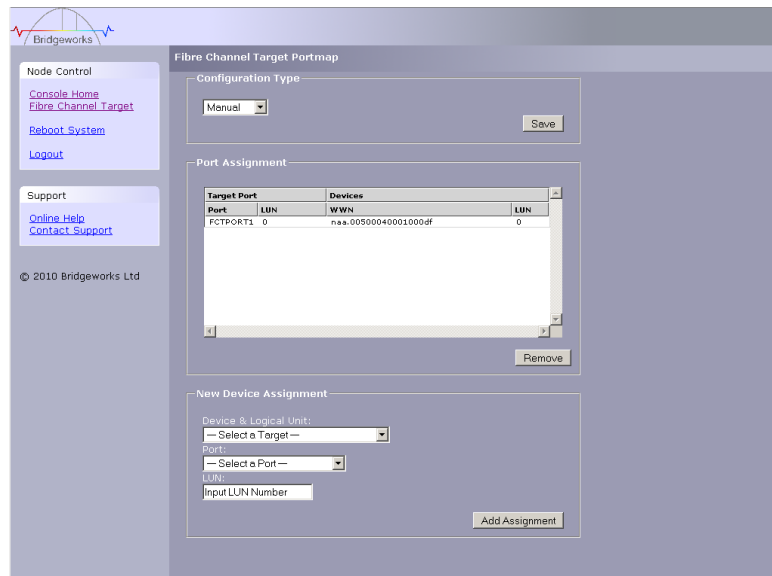 Bridgeworks
Node Control
Console Home
Fibre Channel Target
Reboot System
Logout
Support
Online Help
Contact Support
© 2010 Bridgeworks Ltd
Fibre Channel Target Portmap
Configuration Type
Manual
Save
Port Assignment
Target Port Devices
Port LUN WWN LUN
FCTPORT1 0 naa.00500040001000df 0
Remove
New Device Assignment
Device & Logical Unit:
— Select a Target —
Port:
— Select a Port —
LUN:
Input LUN Number
Add Assignment